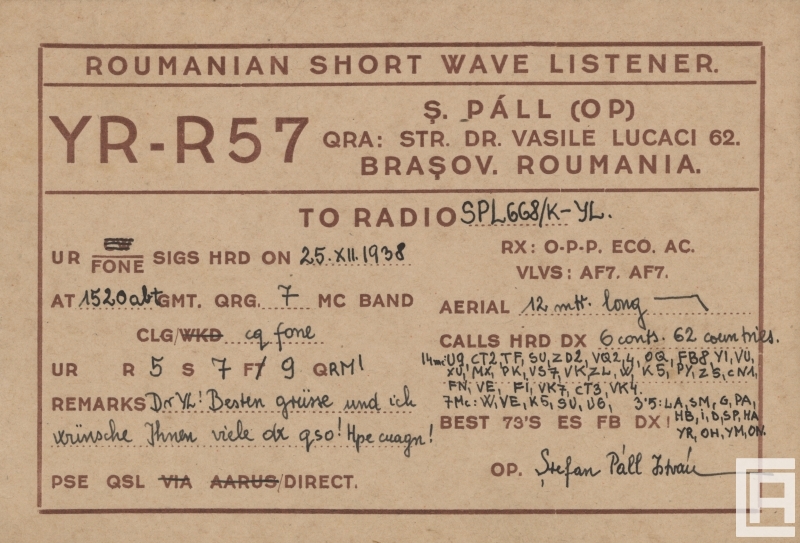 ROUMANIAN SHORT WAVE LISTENER.
YR-R57
Ş. PÁLL (OP)
QRA: STR. DR. VASILE LUCACI 62.
BRAŞOV. ROUMANIA.
TO RADIO SPL668/K-YL.
UR FONE SIGS HRD ON 25.XII.1938
AT 1520 abt GMT. QRG. 7 MC BAND
CLG/WKD cq fone
UR R 5 S 7 F/ 9 QRM!
REMARKS Dr YL! Besten grüsse und ich
wünsche Ihnen viele dx qso! Hpe cuagn!
PSE QSL VIA AARUS/DIRECT.
RX: O-P-P. ECO. AC.
VLVS: AF7. AF7.
AERIAL 12 mtr. long
CALLS HRD DX 6 conts. 62 countries.
14mc: U9, CT2, TF, SU, ZD2, VQ2,4, OQ, FB8, YI, VU,
XU, MX, PK, VS7, VK, ZL, W, K5, PY, Z5, CN1,
FN, VE, FI, VK7, CT3, VK4.
7Mc: W, VE, K5, SU, U6, 3'5: LA, SM, G, PA,
HB, I, D, SP, HA
BEST 73'S ES FB DX!
YR, OH, YM, ON.
OP. Ştefan Páll István